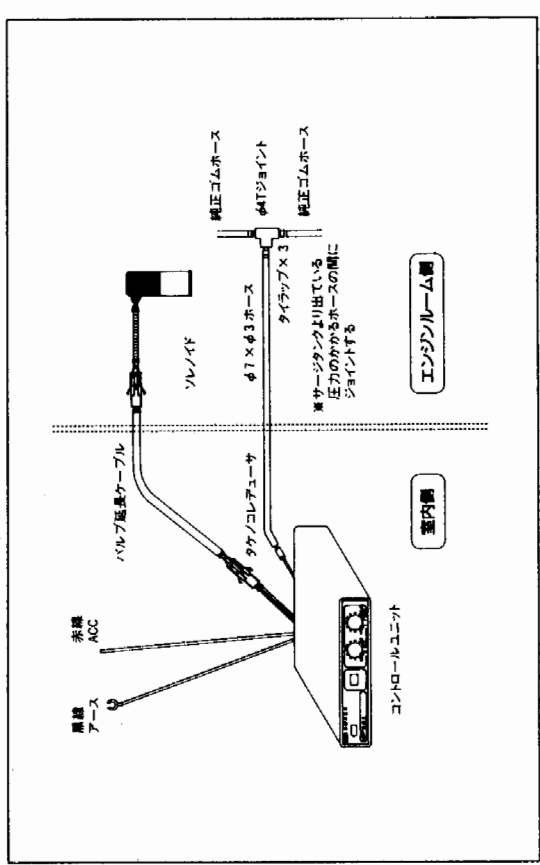 黒線
アース
赤線
ACC
バルブ延長ケーブル
ソレノイド
タケノコレデューサ
φ7×φ3ホース
タイラップ×3
純正ゴムホース
φ4Tジョイント
純正ゴムホース
※サージタンクより出ている
圧力のかかるホースの間に
ジョイントする
コントロールユニット
室内側
エンジンルーム側